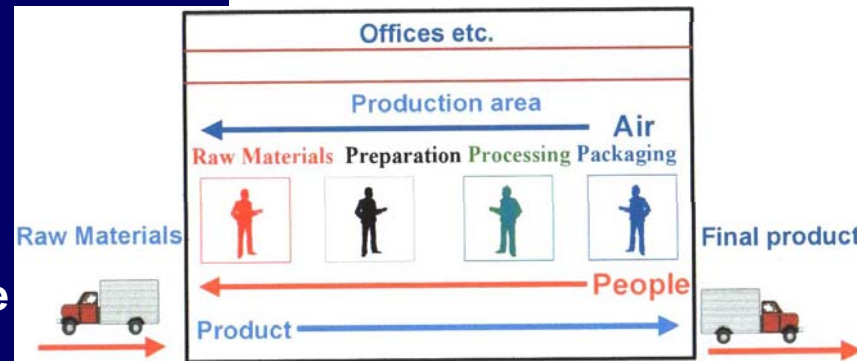 Offices etc.
Production area
Air
Raw Materials Preparation Processing Packaging
Raw Materials
Final product
People
Product
e